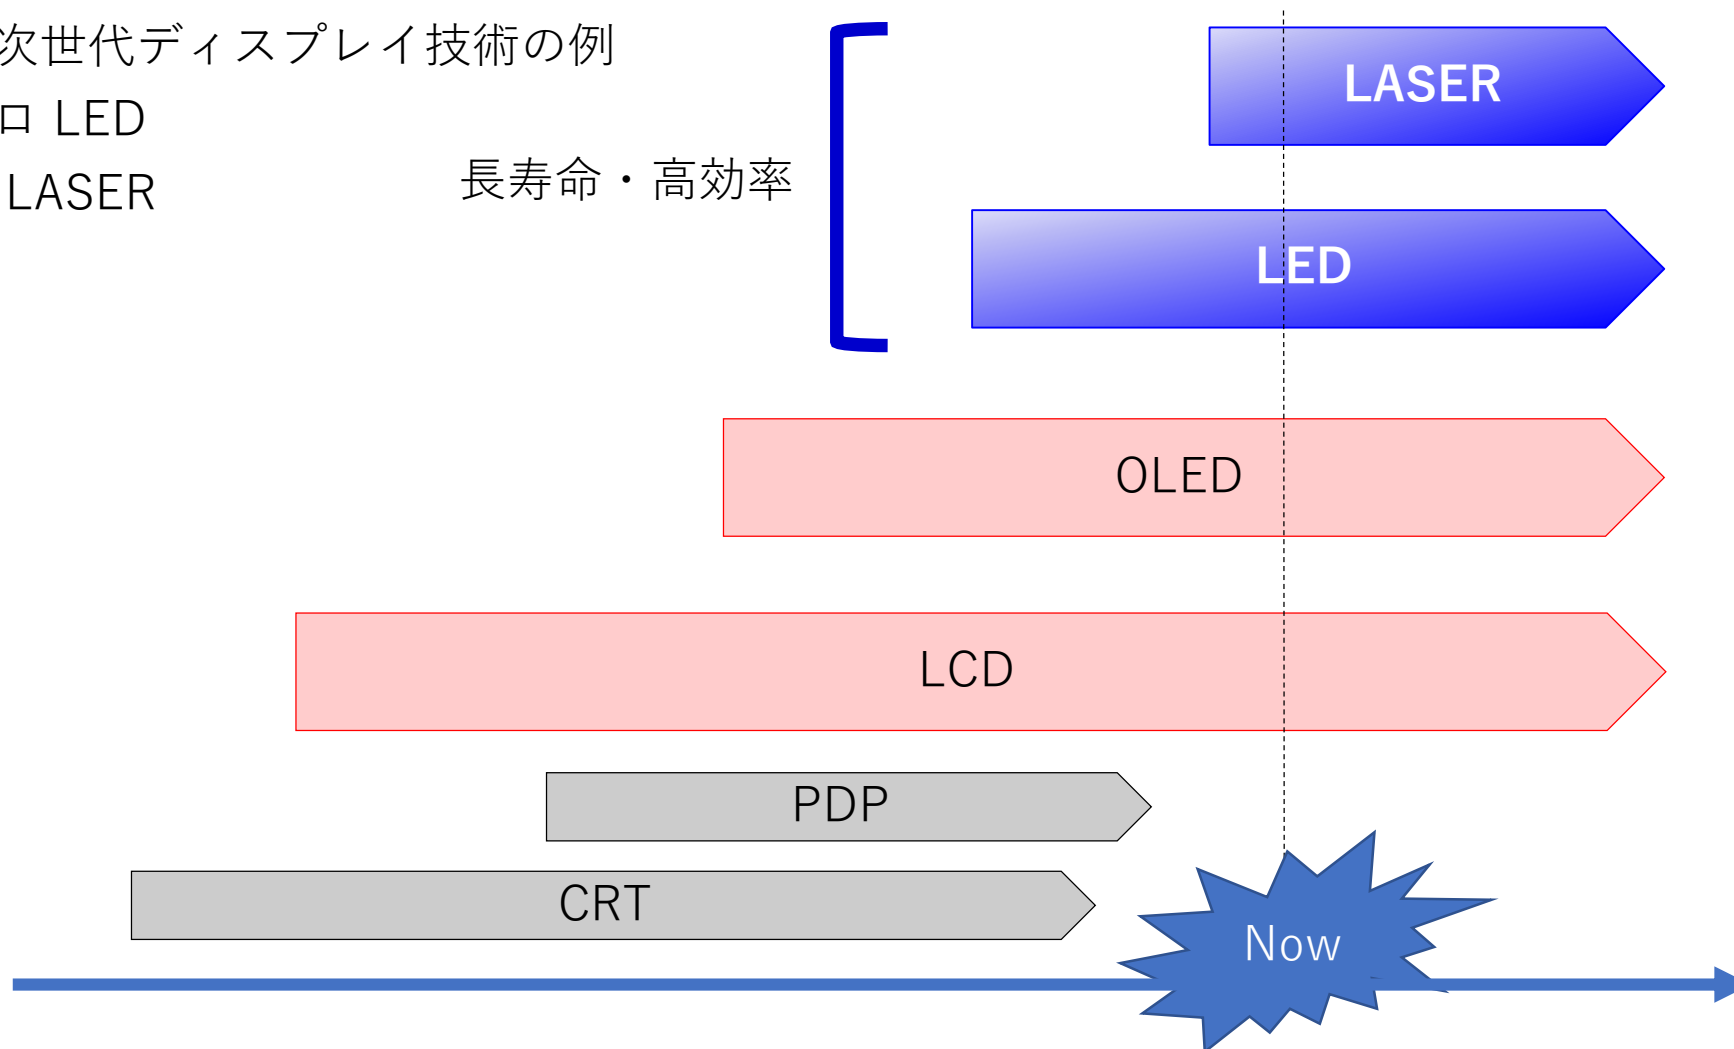 次世代ディスプレイ技術の例
ロ LED
LASER
長寿命・高効率
LASER
LED
OLED
LCD
PDP
CRT
Now